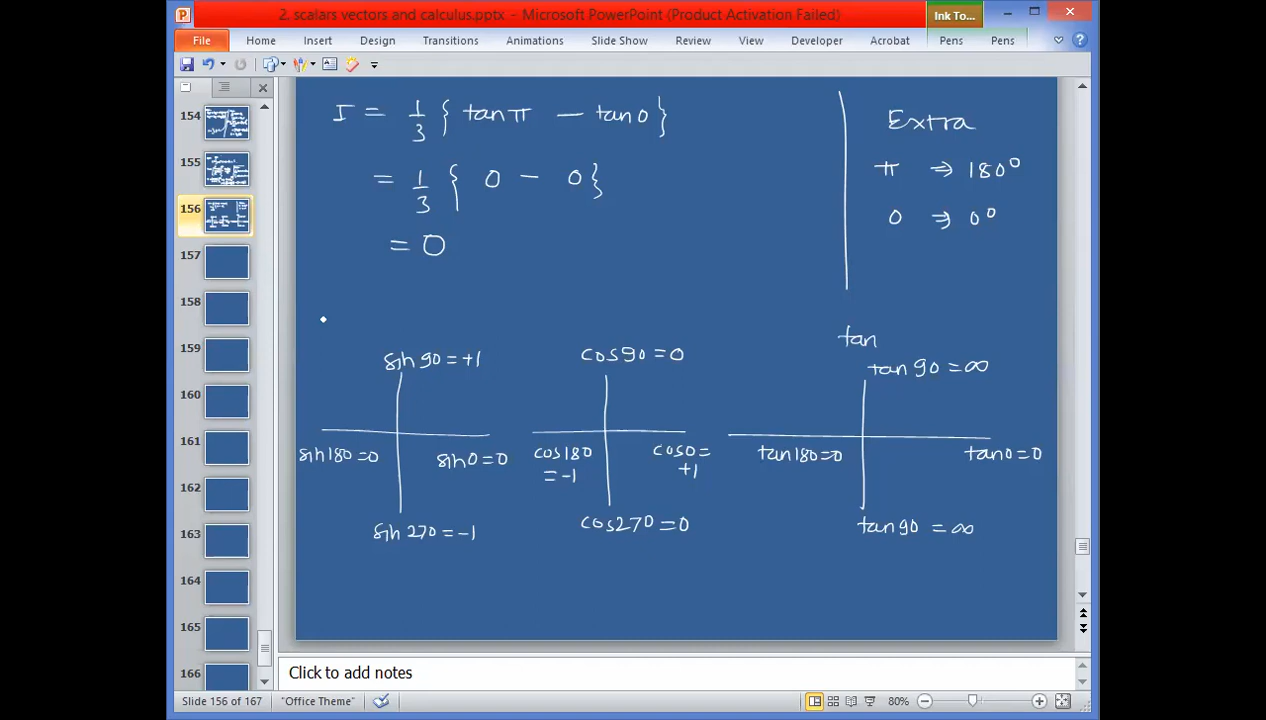 2. scalars vectors and calculus.pptx - Microsoft PowerPoint (Product Activation Failed)
Ink To...
File Home Insert Design Transitions Animations Slide Show Review View Developer Acrobat Pens Pens
154
155
156
157
158
159
160
161
162
163
164
165
166
I = 1/3 { tan π — tan 0 }
= 1/3 { 0 — 0 }
= 0
Extra
π ⇒ 180⁰
0 ⇒ 0⁰
sin 90 = +1
sin 180 = 0
sin 0 = 0
sin 270 = -1
cos 90 = 0
cos 180
= -1
cos 0 =
+1
cos 270 = 0
tan
tan 90 = ∞
tan 180 = 0
tan 0 = 0
tan 90 = ∞
Click to add notes
Slide 156 of 167 "Office Theme" 80%